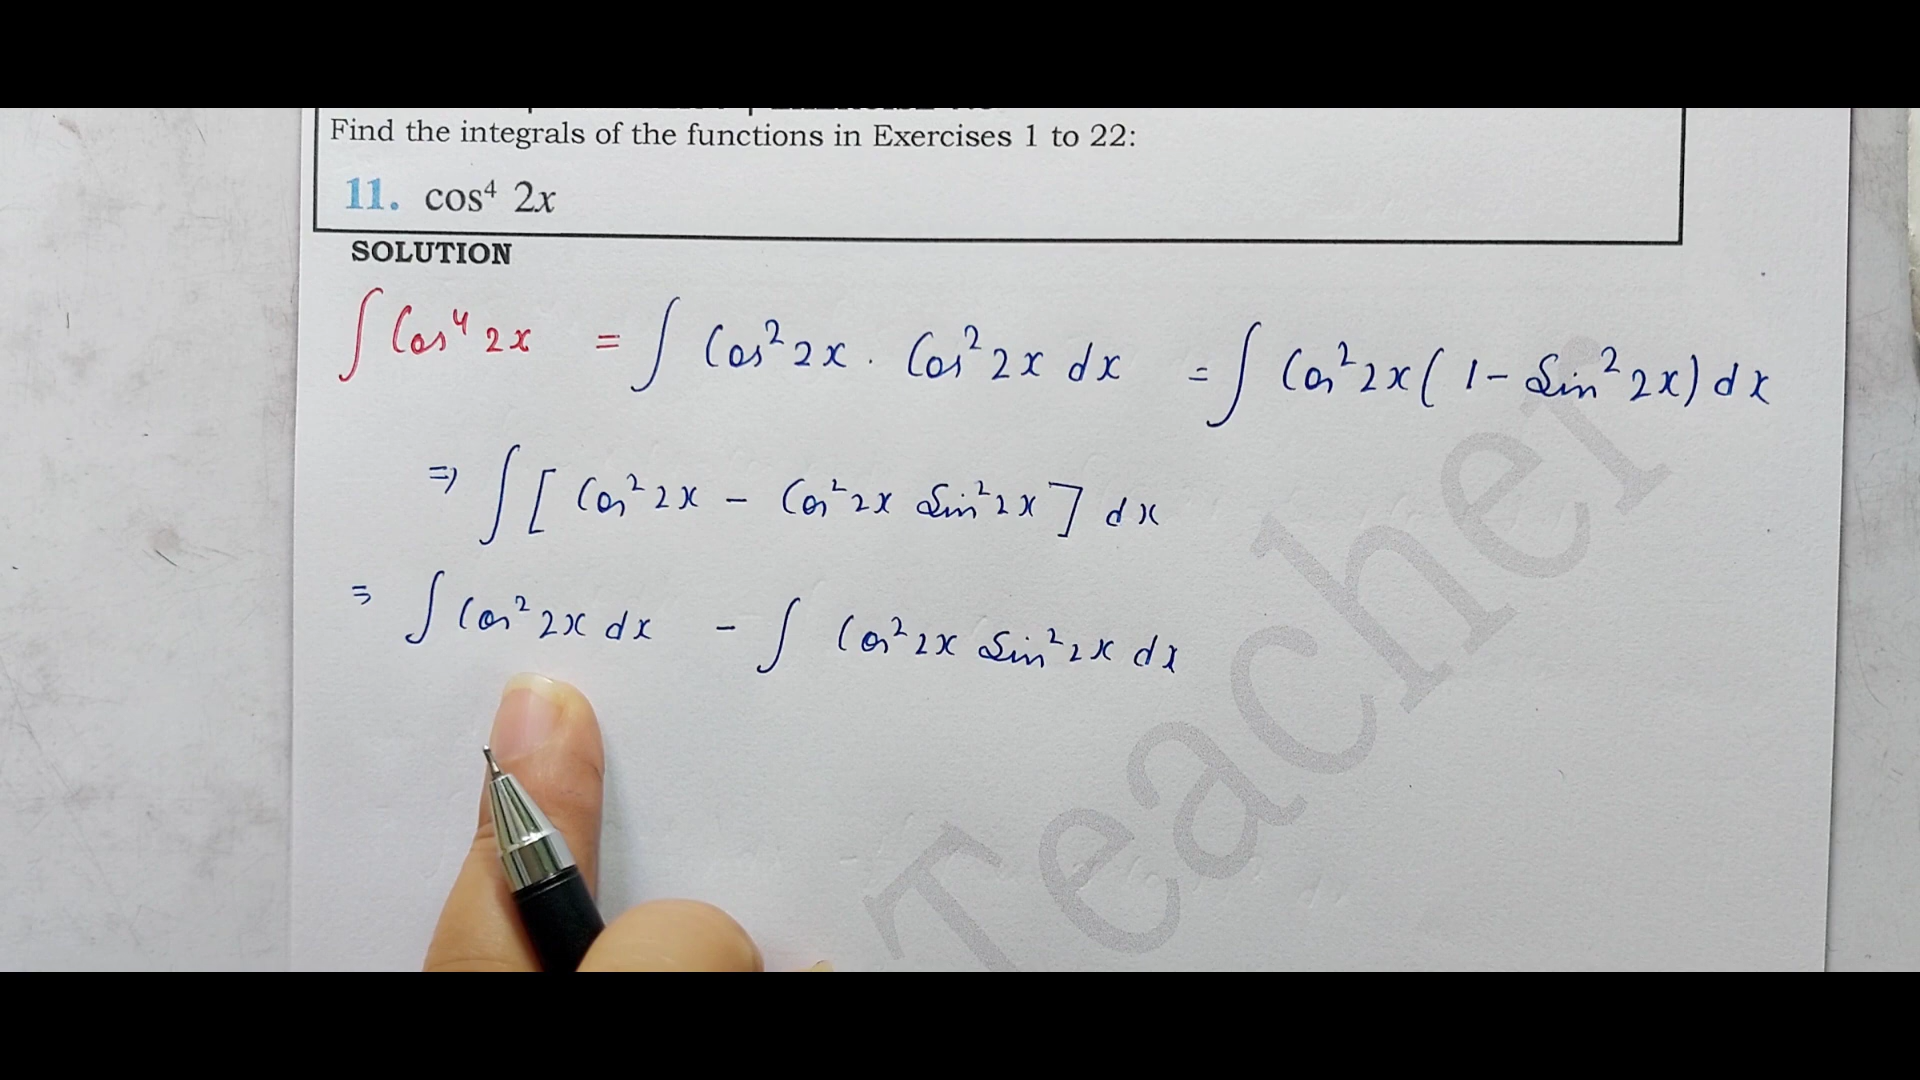 Find the integrals of the functions in Exercises 1 to 22:
11. cos⁴ 2x
SOLUTION
∫ Cos⁴ 2x = ∫ Cos² 2x · Cos² 2x dx = ∫ Cos² 2x ( 1 - Sin² 2x) dx
⇒ ∫ [ Cos² 2x - Cos² 2x Sin² 2x ] dx
= ∫ Cos² 2x dx - ∫ Cos² 2x Sin² 2x dx
Teacher